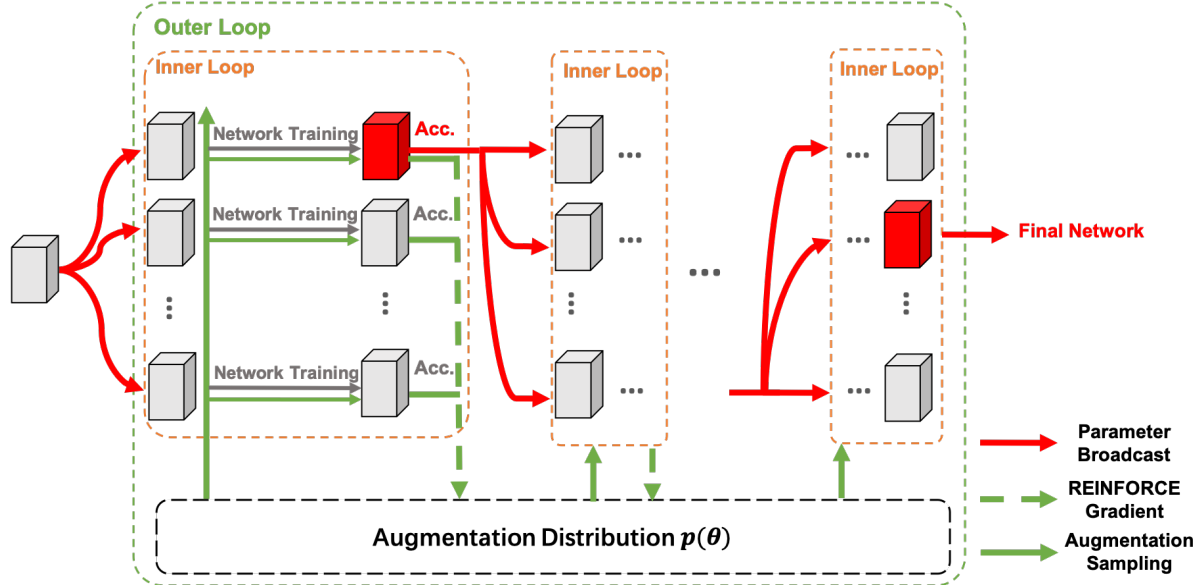 Outer Loop
Inner Loop
Inner Loop
Inner Loop
Network Training
Acc.
Network Training
Acc.
Final Network
Network Training
Acc.
Parameter
Broadcast
REINFORCE
Gradient
Augmentation
Sampling
Augmentation Distribution p(θ)